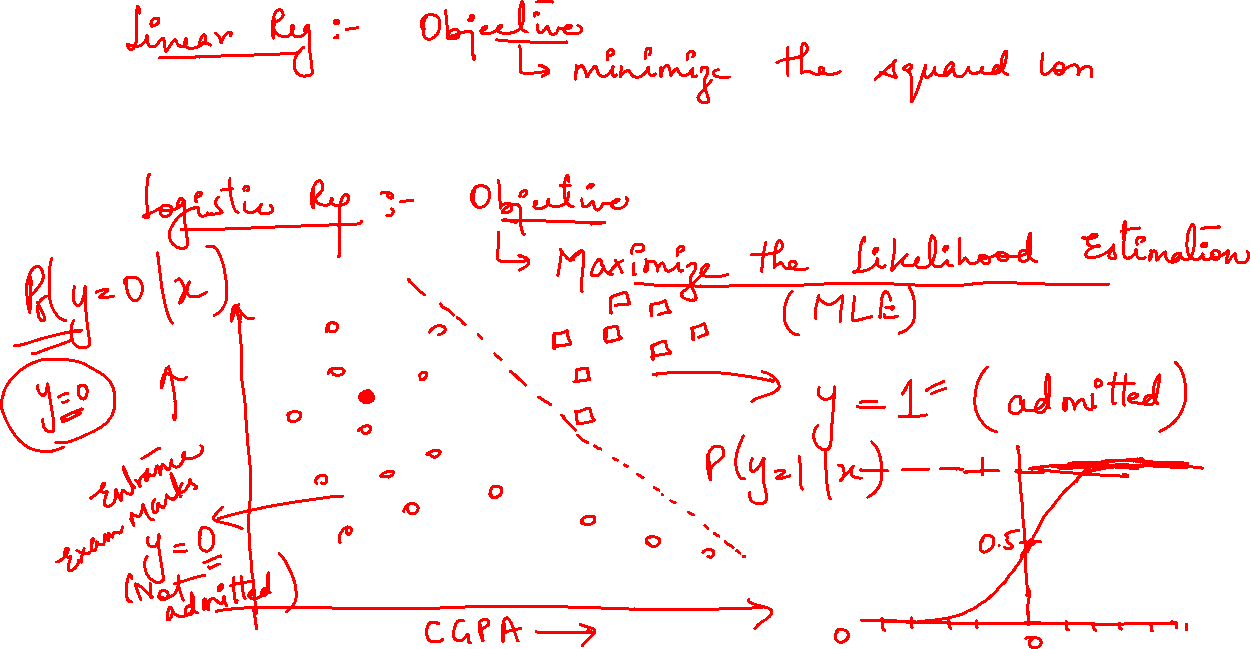 Linear Reg :- Objective
↳ minimize the squared
Logistic Reg :- Objective
↳ Maximize the Likelihood Estimation
(MLE)
Pr(y=0|x)
y=0
y = 1 (admitted)
P(y=1|x) 1
Entrance
Exam Marks
0.5
y=0
(Not
admitted)
CGPA →
0 0